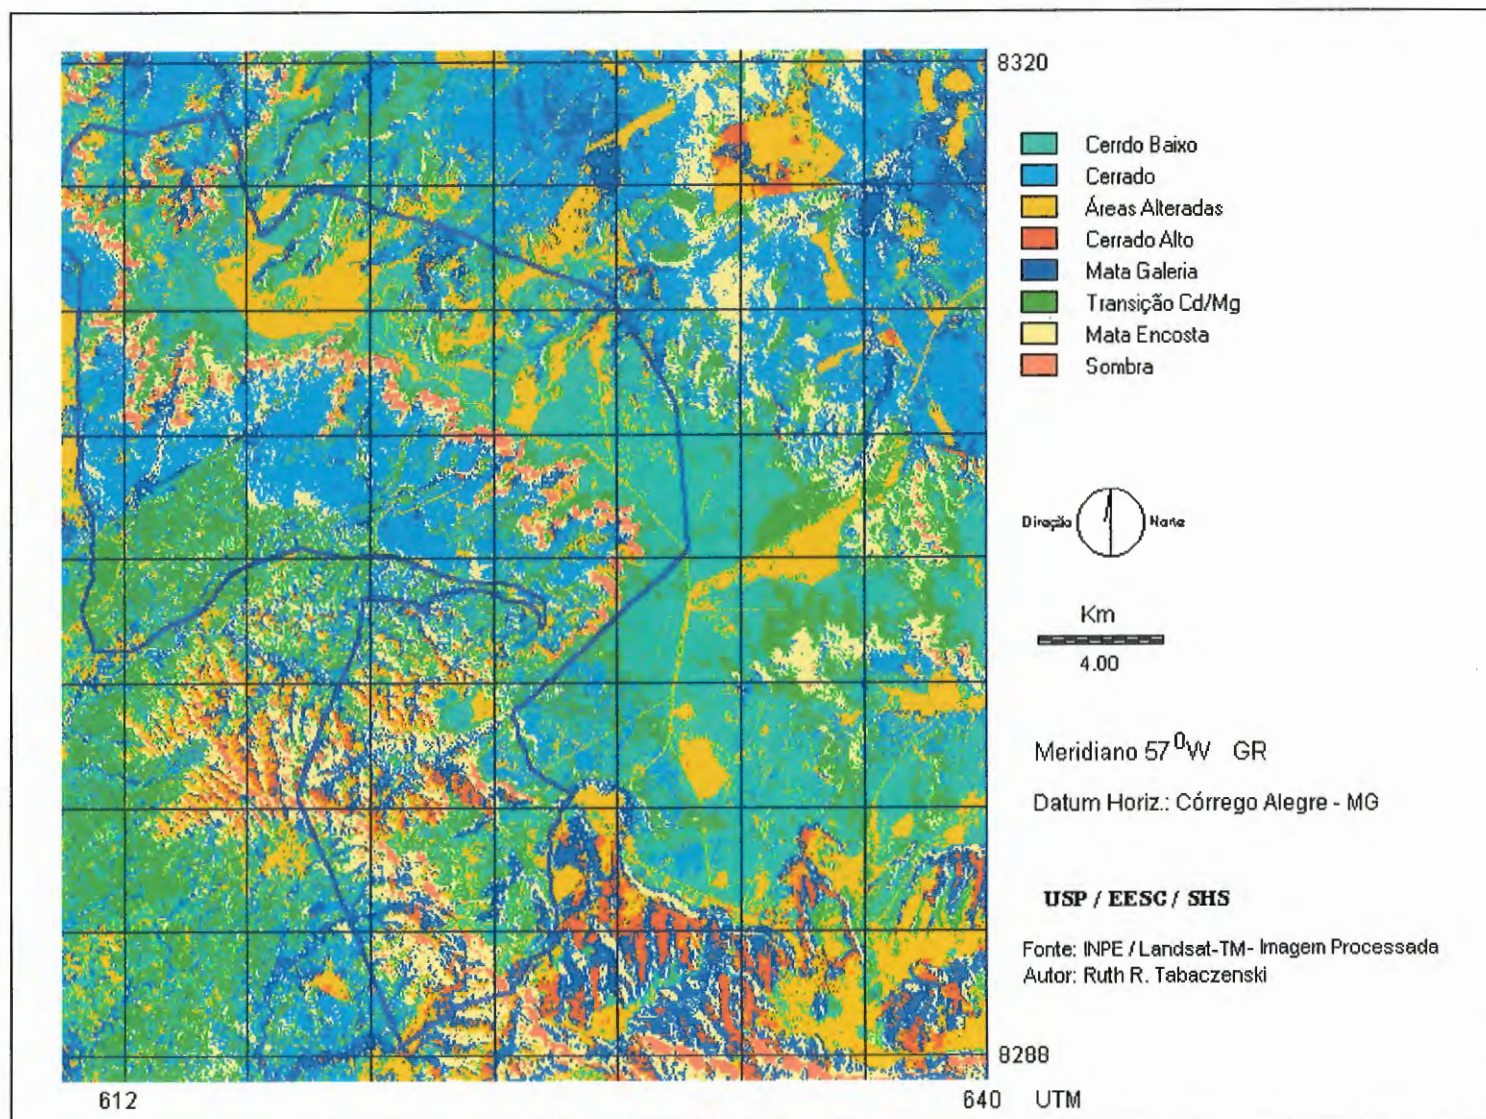 8320
Cerrdo Baixo
Cerrado
Áreas Alteradas
Cerrado Alto
Mata Galeria
Transição Cd/Mg
Mata Encosta
Sombra
Direção Norte
Km
4.00
Meridiano 57⁰W GR
Datum Horiz.: Córrego Alegre - MG
USP / EESC / SHS
Fonte: INPE / Landsat-TM- Imagem Processada
Autor: Ruth R. Tabaczenski
8288
612 640 UTM